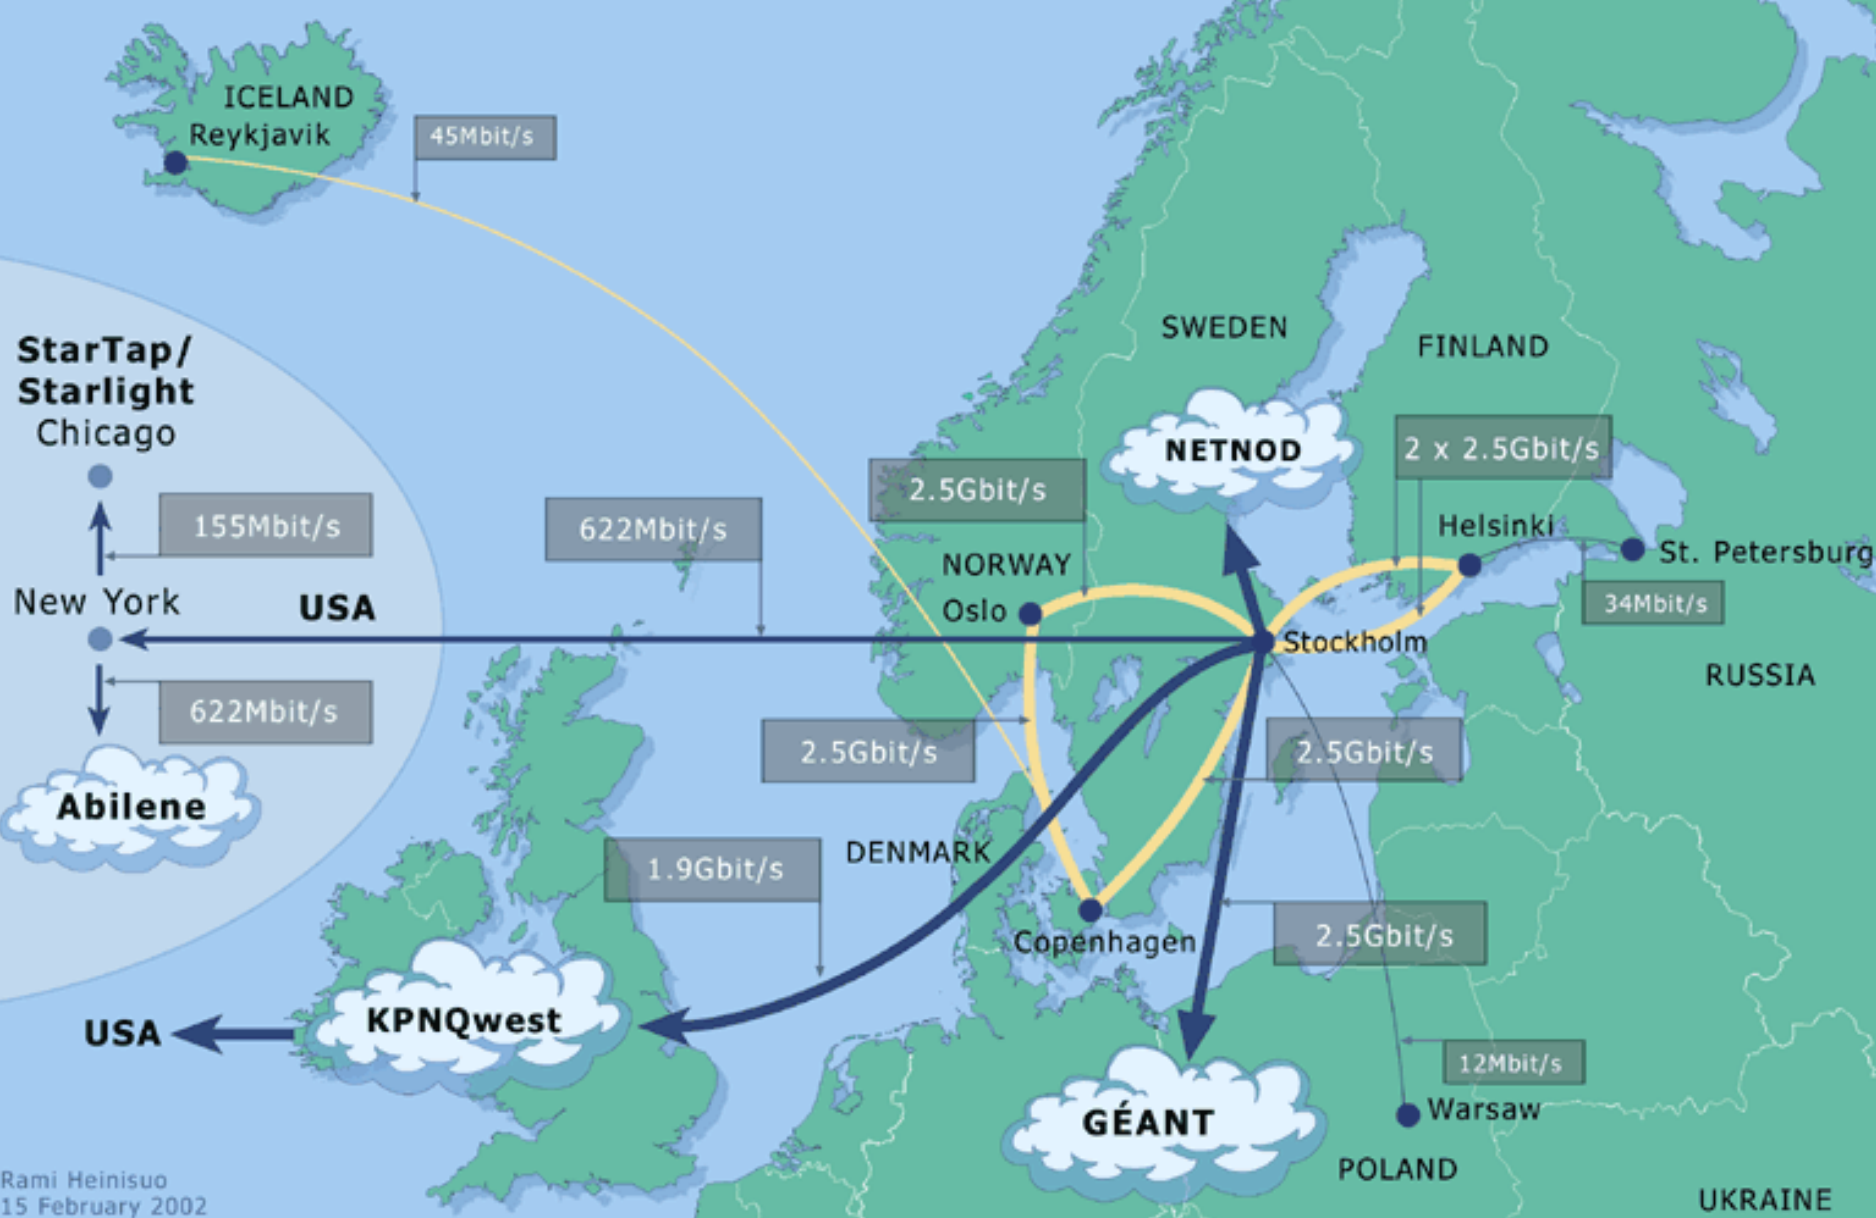 ICELAND
Reykjavik
45Mbit/s
StarTap/
Starlight
Chicago
155Mbit/s
New York
USA
622Mbit/s
Abilene
622Mbit/s
SWEDEN
FINLAND
NETNOD
2 x 2.5Gbit/s
2.5Gbit/s
Helsinki
St. Petersburg
NORWAY
Oslo
34Mbit/s
Stockholm
RUSSIA
2.5Gbit/s
2.5Gbit/s
DENMARK
1.9Gbit/s
Copenhagen
2.5Gbit/s
KPNQwest
USA
12Mbit/s
GÉANT
Warsaw
POLAND
UKRAINE
Rami Heinisuo
15 February 2002